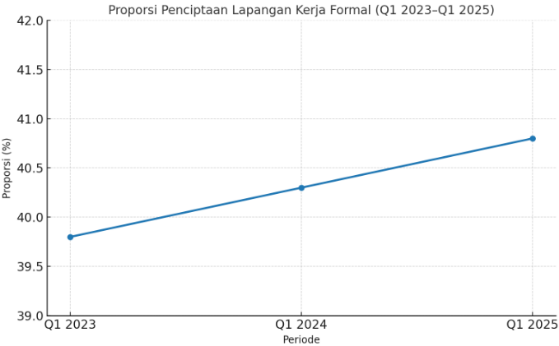 Proporsi Penciptaan Lapangan Kerja Formal (Q1 2023–Q1 2025)
42.0
41.5
41.0
40.5
40.0
39.5
39.0
Proporsi (%)
Q1 2023
Q1 2024
Q1 2025
Periode